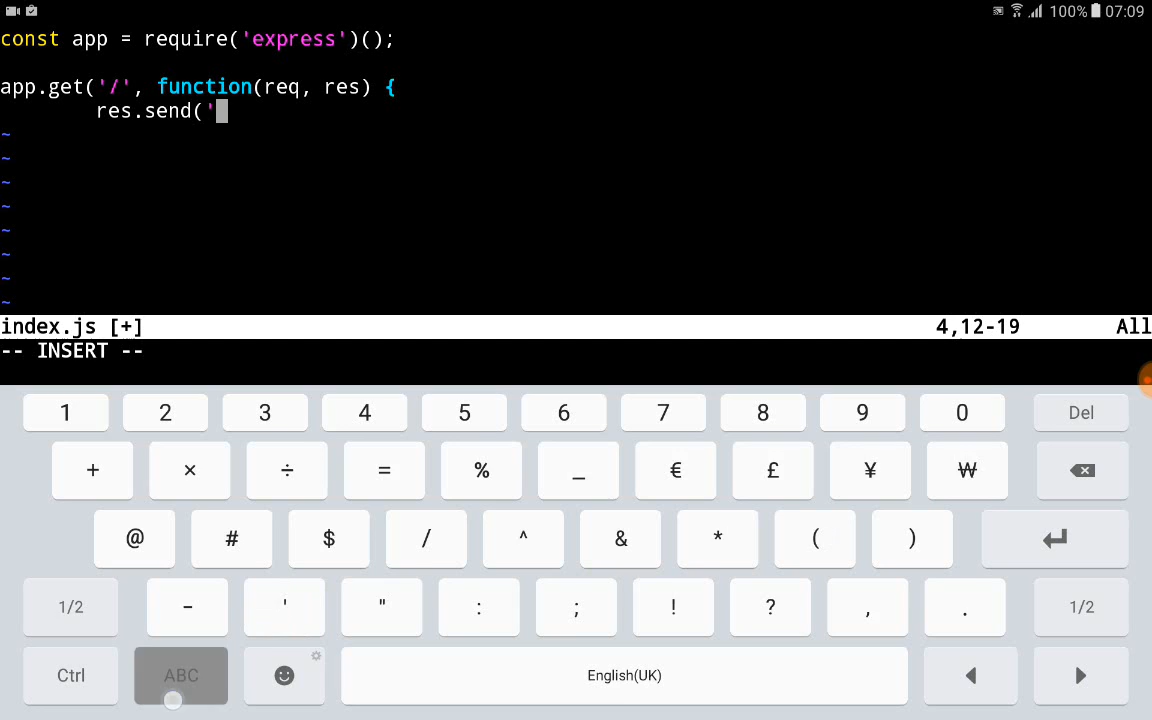 100% 07:09
const app = require('express')();
app.get('/', function(req, res) {
res.send('
~
~
~
~
~
~
~
~
index.js [+] 4,12-19 All
-- INSERT --
1 2 3 4 5 6 7 8 9 0 Del
+ × ÷ = % _ € £ ¥ ₩
@ # $ / ^ & * ( )
1/2 - ' " : ; ! ? , . 1/2
Ctrl ABC English(UK)